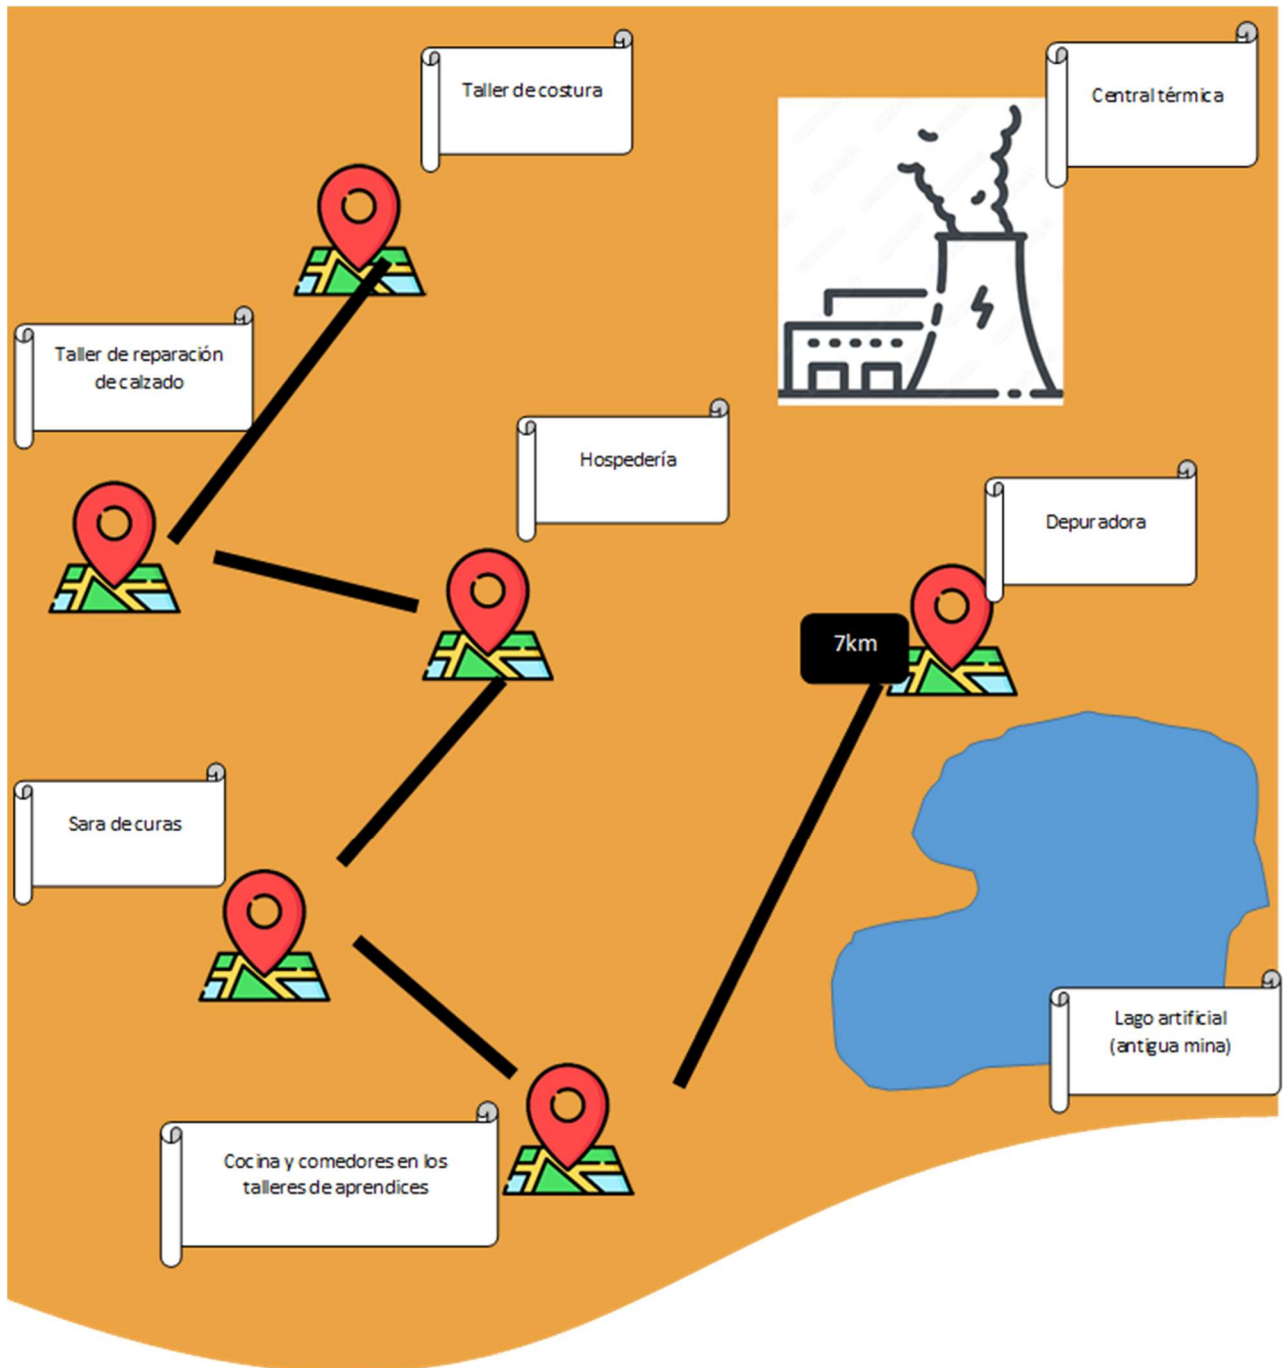 Taller de costura
Central térmica
Taller de reparación
de calzado
Hospedería
Depuradora
7km
Sara de curas
Lago artificial
(antigua mina)
Cocina y comedores en los
talleres de aprendices